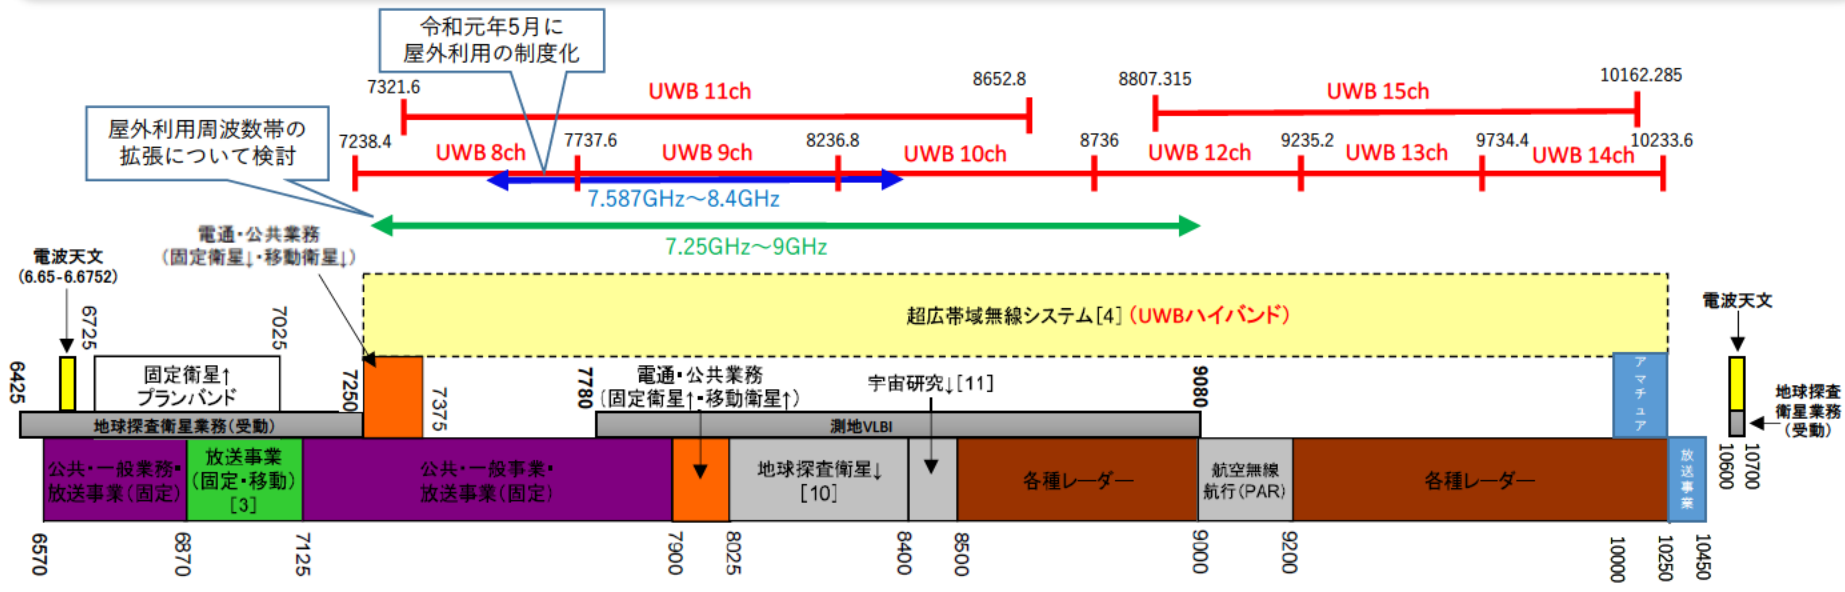 令和元年5月に
屋外利用の制度化
7321.6
UWB 11ch
8652.8
8807.315
UWB 15ch
10162.285
屋外利用周波数帯の
拡張について検討
7238.4
UWB 8ch
7737.6
UWB 9ch
8236.8
UWB 10ch
8736
UWB 12ch
9235.2
UWB 13ch
9734.4
UWB 14ch
10233.6
7.587GHz～8.4GHz
7.25GHz～9GHz
電通・公共業務
(固定衛星↓・移動衛星↓)
電波天文
(6.65-6.6752)
超広帯域無線システム[4] (UWBハイバンド)
電波天文
6425
6725
7025
固定衛星↑
プランバンド
7250
7375
7780
電通・公共業務
(固定衛星↑・移動衛星↑)
宇宙研究↓[11]
9080
アマチュア
地球探査
衛星業務
(受動)
地球探査衛星業務(受動)
測地VLBI
公共・一般業務・
放送事業(固定)
放送事業
(固定・移動)
[3]
公共・一般事業・
放送事業(固定)
地球探査衛星↓
[10]
各種レーダー
航空無線
航行(PAR)
各種レーダー
放送事業
10600
10700
6570
6870
7125
7900
8025
8400
8500
9000
9200
10000
10250
10450